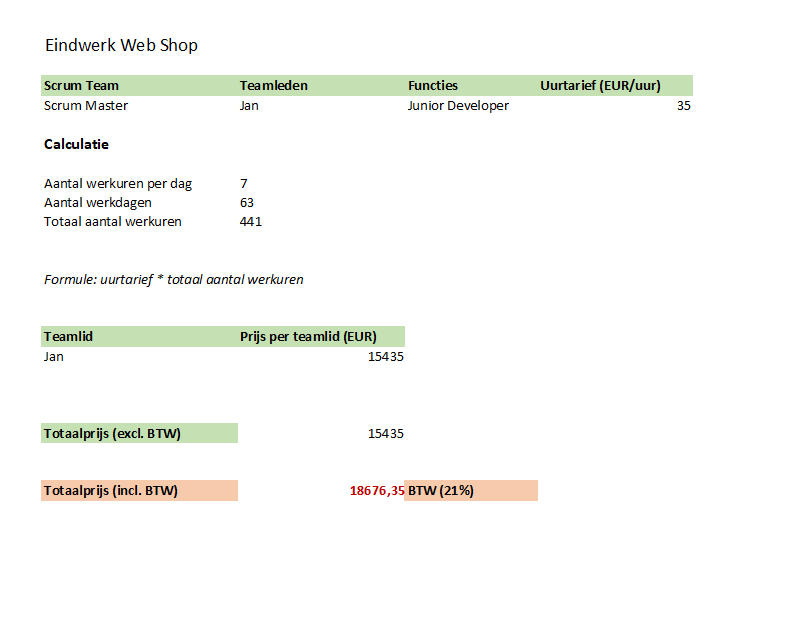 Eindwerk Web Shop
Scrum Team Teamleden Functies Uurtarief (EUR/uur)
Scrum Master Jan Junior Developer 35
Calculatie
Aantal werkuren per dag 7
Aantal werkdagen 63
Totaal aantal werkuren 441
Formule: uurtarief * totaal aantal werkuren
Teamlid Prijs per teamlid (EUR)
Jan 15435
Totaalprijs (excl. BTW) 15435
Totaalprijs (incl. BTW) 18676,35 BTW (21%)